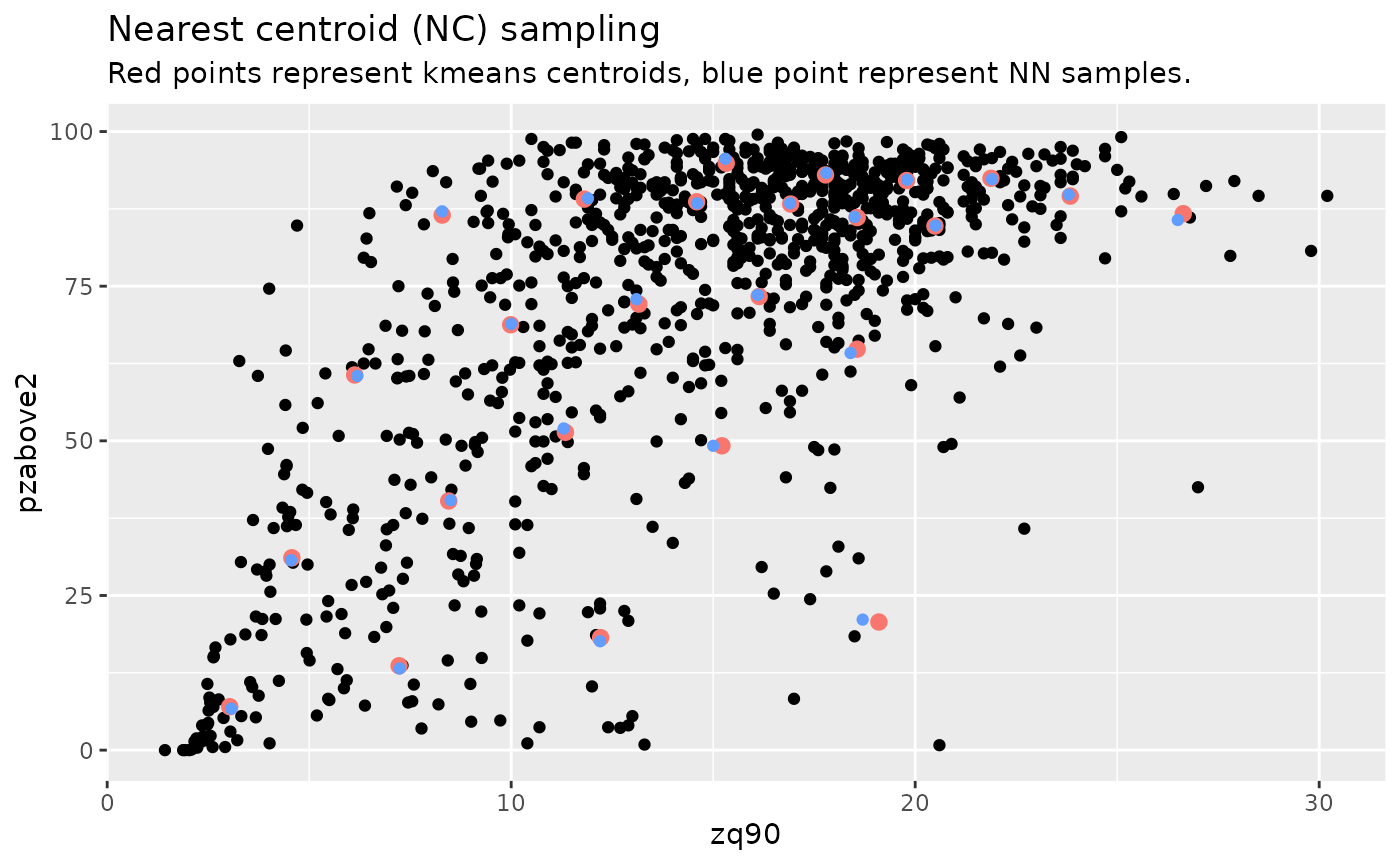 Nearest centroid (NC) sampling
Red points represent kmeans centroids, blue point represent NN samples.
100
75
50
25
0
pzabove2
0 10 20 30
zq90